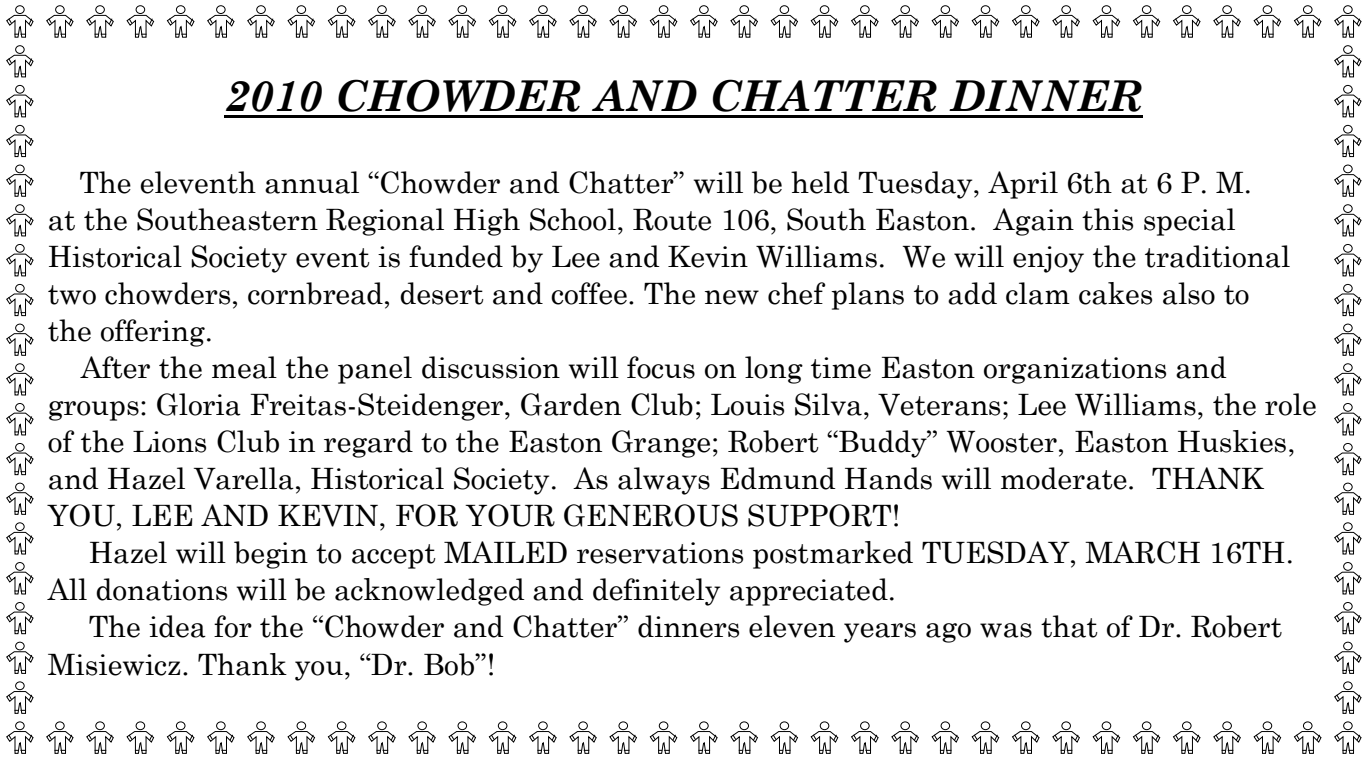 2010 CHOWDER AND CHATTER DINNER
The eleventh annual “Chowder and Chatter” will be held Tuesday, April 6th at 6 P. M.
at the Southeastern Regional High School, Route 106, South Easton.  Again this special
Historical Society event is funded by Lee and Kevin Williams.  We will enjoy the traditional
two chowders, cornbread, desert and coffee. The new chef plans to add clam cakes also to
the offering.
After the meal the panel discussion will focus on long time Easton organizations and
groups: Gloria Freitas-Steidenger, Garden Club; Louis Silva, Veterans; Lee Williams, the role
of the Lions Club in regard to the Easton Grange; Robert “Buddy” Wooster, Easton Huskies,
and Hazel Varella, Historical Society.  As always Edmund Hands will moderate.  THANK
YOU, LEE AND KEVIN, FOR YOUR GENEROUS SUPPORT!
Hazel will begin to accept MAILED reservations postmarked TUESDAY, MARCH 16TH.
All donations will be acknowledged and definitely appreciated.
The idea for the “Chowder and Chatter” dinners eleven years ago was that of Dr. Robert
Misiewicz. Thank you, “Dr. Bob”!